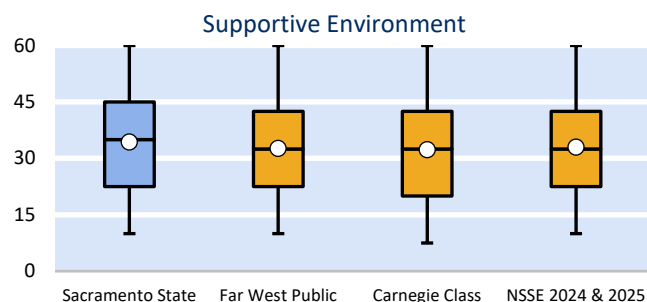 Supportive Environment
60
45
30
15
0
Sacramento State Far West Public Carnegie Class NSSE 2024 & 2025